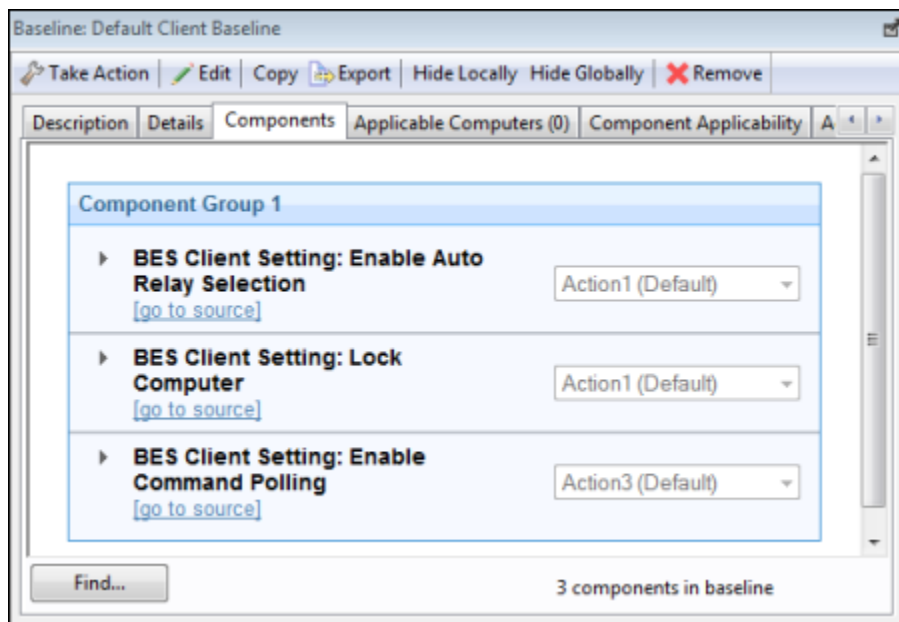 Baseline: Default Client Baseline
Take Action Edit Copy Export Hide Locally Hide Globally Remove
Description Details Components Applicable Computers (0) Component Applicability A
Component Group 1
BES Client Setting: Enable Auto
Relay Selection
Action1 (Default)
[go to source]
BES Client Setting: Lock
Computer
Action1 (Default)
[go to source]
BES Client Setting: Enable
Command Polling
Action3 (Default)
[go to source]
Find... 3 components in baseline